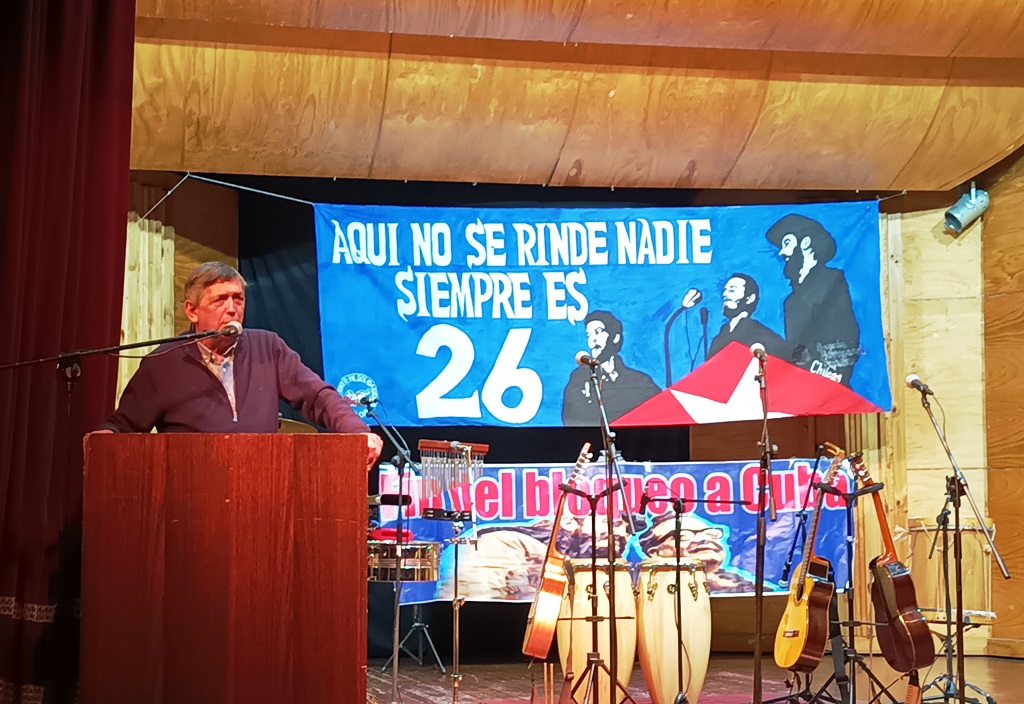 AQUI NO SE RINDE NADIE
SIEMPRE ES
26
el bloqueo a Cuba